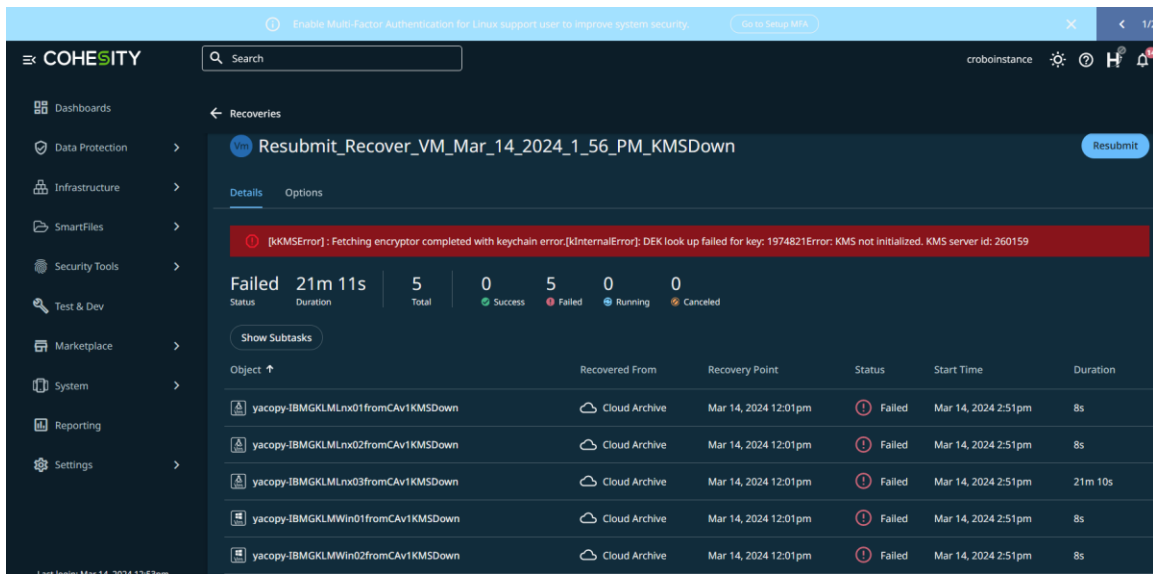 Enable Multi-Factor Authentication for Linux support user to improve system security. Go to Setup MFA
COHESITY Search croboinstance
Dashboards
Data Protection
Infrastructure
SmartFiles
Security Tools
Test & Dev
Marketplace
System
Reporting
Settings
Recoveries
Vm Resubmit_Recover_VM_Mar_14_2024_1_56_PM_KMSDown Resubmit
Details Options
[kKMSError] : Fetching encryptor completed with keychain error.[kInternalError]: DEK look up failed for key: 1974821Error: KMS not initialized. KMS server id: 260159
Failed 21m 11s 5 0 5 0 0
Status Duration Total Success Failed Running Canceled
Show Subtasks
Object Recovered From Recovery Point Status Start Time Duration
yacopy-IBMGKLMLnx01fromCAv1KMSDown Cloud Archive Mar 14, 2024 12:01pm Failed Mar 14, 2024 2:51pm 8s
yacopy-IBMGKLMLnx02fromCAv1KMSDown Cloud Archive Mar 14, 2024 12:01pm Failed Mar 14, 2024 2:51pm 8s
yacopy-IBMGKLMLnx03fromCAv1KMSDown Cloud Archive Mar 14, 2024 12:01pm Failed Mar 14, 2024 2:51pm 21m 10s
yacopy-IBMGKLMWin01fromCAv1KMSDown Cloud Archive Mar 14, 2024 12:01pm Failed Mar 14, 2024 2:51pm 8s
yacopy-IBMGKLMWin02fromCAv1KMSDown Cloud Archive Mar 14, 2024 12:01pm Failed Mar 14, 2024 2:51pm 8s